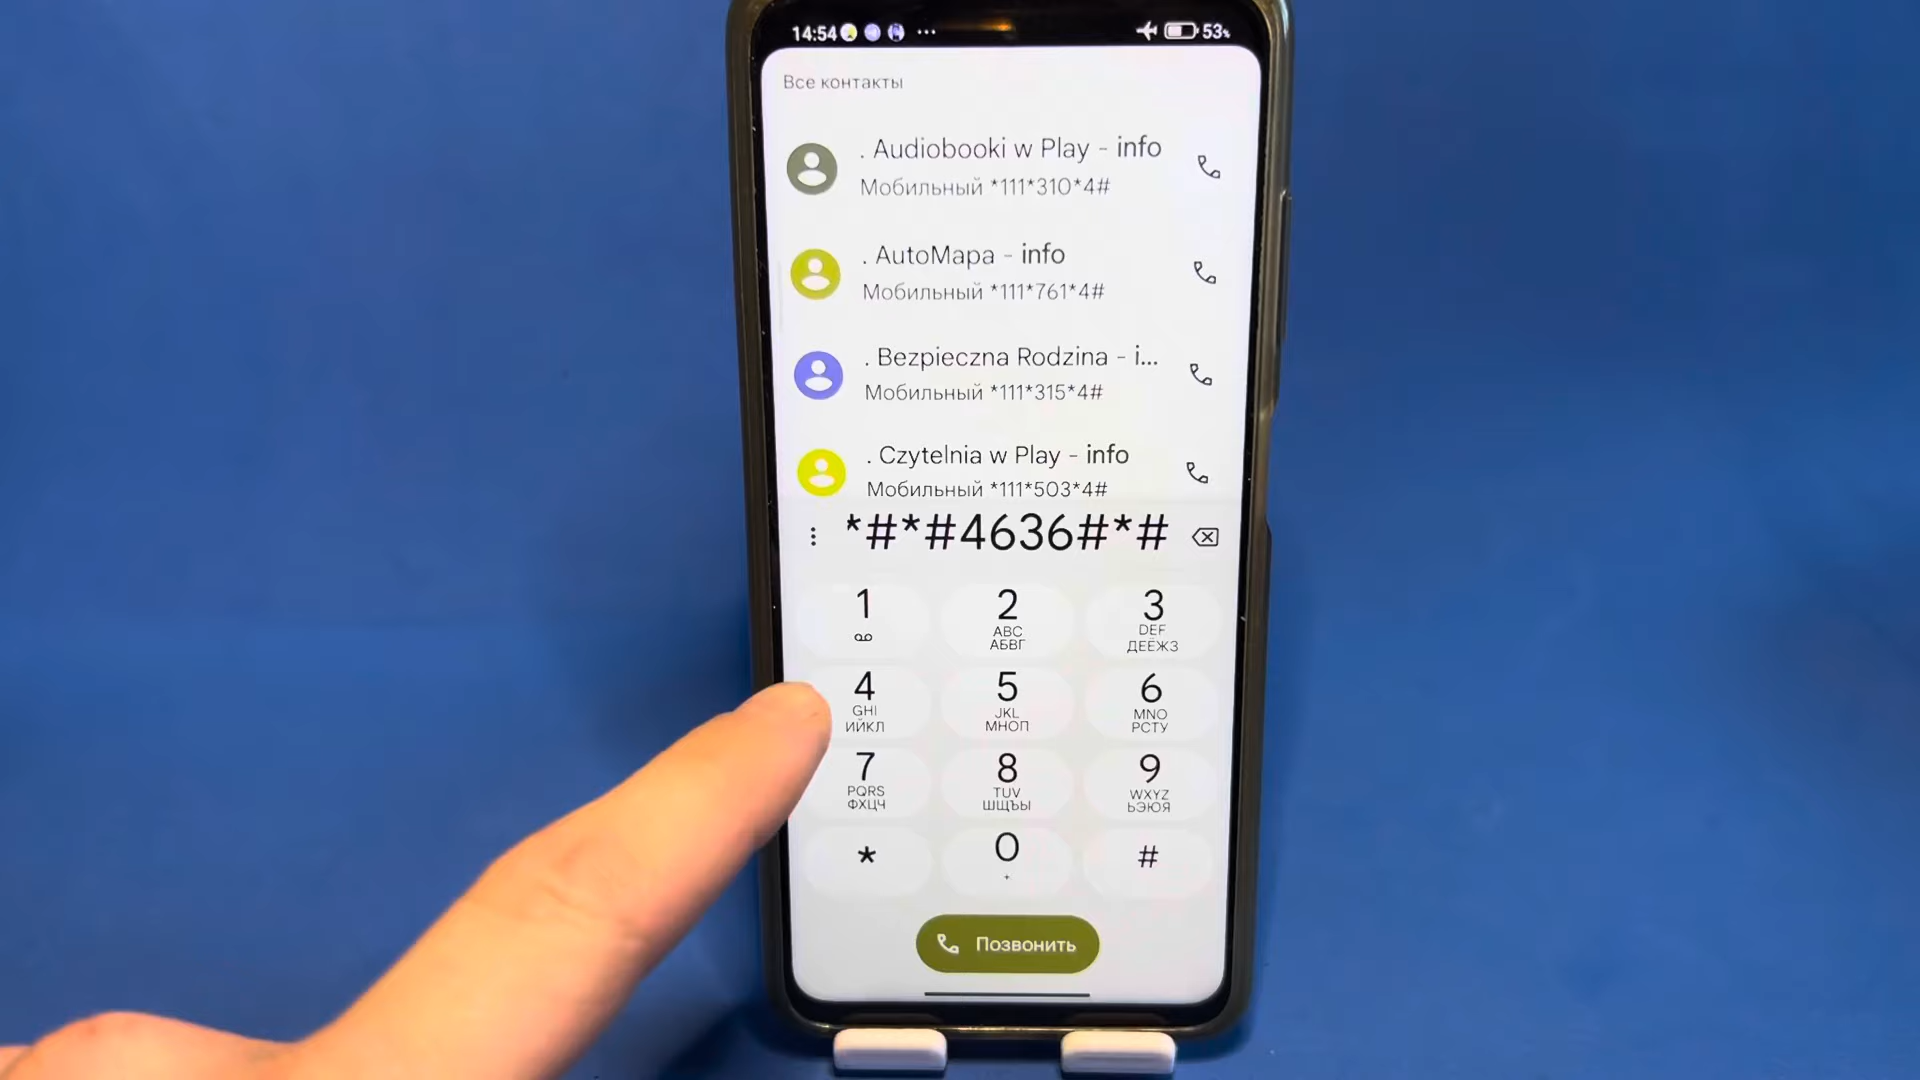 14:54 ... 53%
Все контакты
. Audiobooki w Play - info
Мобильный *111*310*4#
. AutoMapa - info
Мобильный *111*761*4#
. Bezpieczna Rodzina - i...
Мобильный *111*315*4#
. Czytelnia w Play - info
Мобильный *111*503*4#
*#*#4636#*#
1 2 3
ABC DEF
АБВГ ДЕЁЖЗ
4 5 6
GHI JKL MNO
ИЙКЛ МНОП РСТУ
7 8 9
PQRS TUV WXYZ
ФХЦЧ ШЩЪЫ ЬЭЮЯ
* 0 #
+
Позвонить